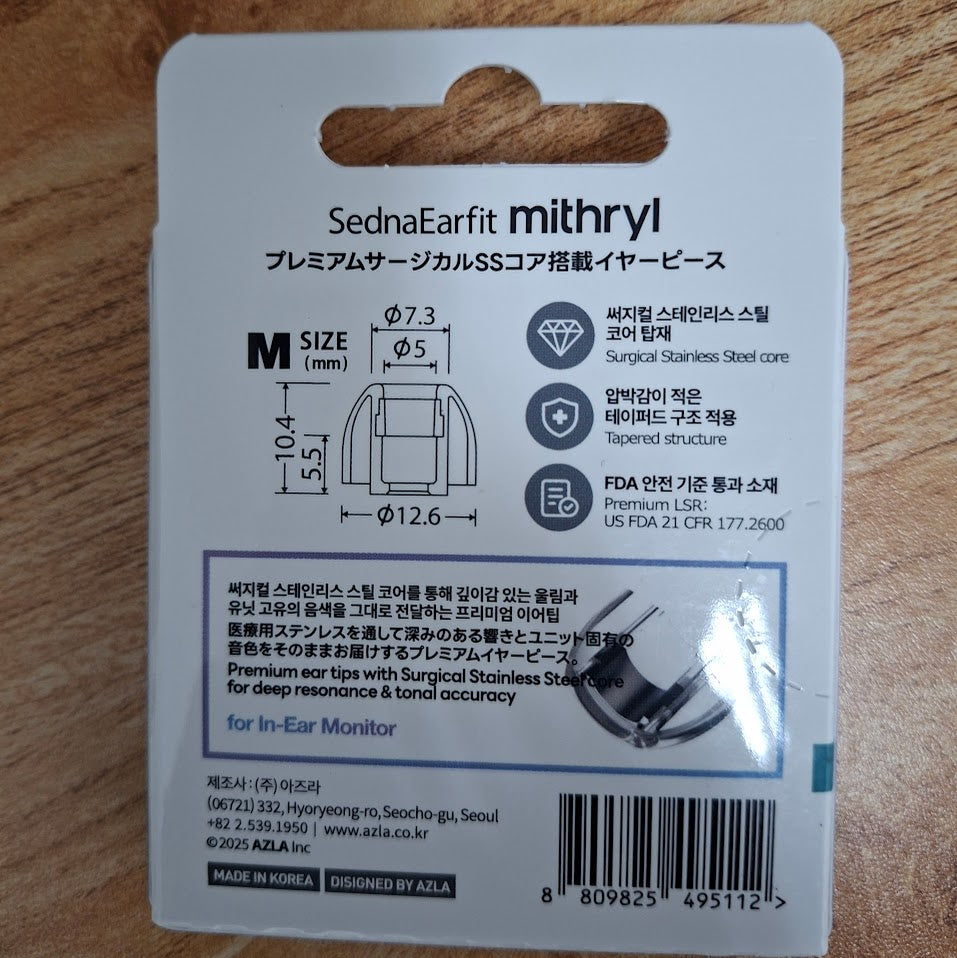 SednaEarfit mithryl
プレミアムサージカルSSコア搭載イヤーピース
M SIZE
(mm)
Φ7.3
Φ5
10.4
5.5
Φ12.6
써지컬 스테인리스 스틸
코어 탑재
Surgical Stainless Steel core
압박감이 적은
테이퍼드 구조 적용
Tapered structure
FDA 안전 기준 통과 소재
Premium LSR:
US FDA 21 CFR 177.2600
써지컬 스테인리스 스틸 코어를 통해 깊이감 있는 울림과
유닛 고유의 음색을 그대로 전달하는 프리미엄 이어팁
医療用ステンレスを通して深みのある響きとユニット固有の
音色をそのままお届けするプレミアムイヤーピース。
Premium ear tips with Surgical Stainless Steel core
for deep resonance & tonal accuracy
for In-Ear Monitor
제조사 : (주) 아즈라
(06721) 332, Hyoryeong-ro, Seocho-gu, Seoul
+82 2.539.1950 | www.azla.co.kr
©2025 AZLA Inc
MADE IN KOREA DISIGNED BY AZLA
8 809825 495112 >